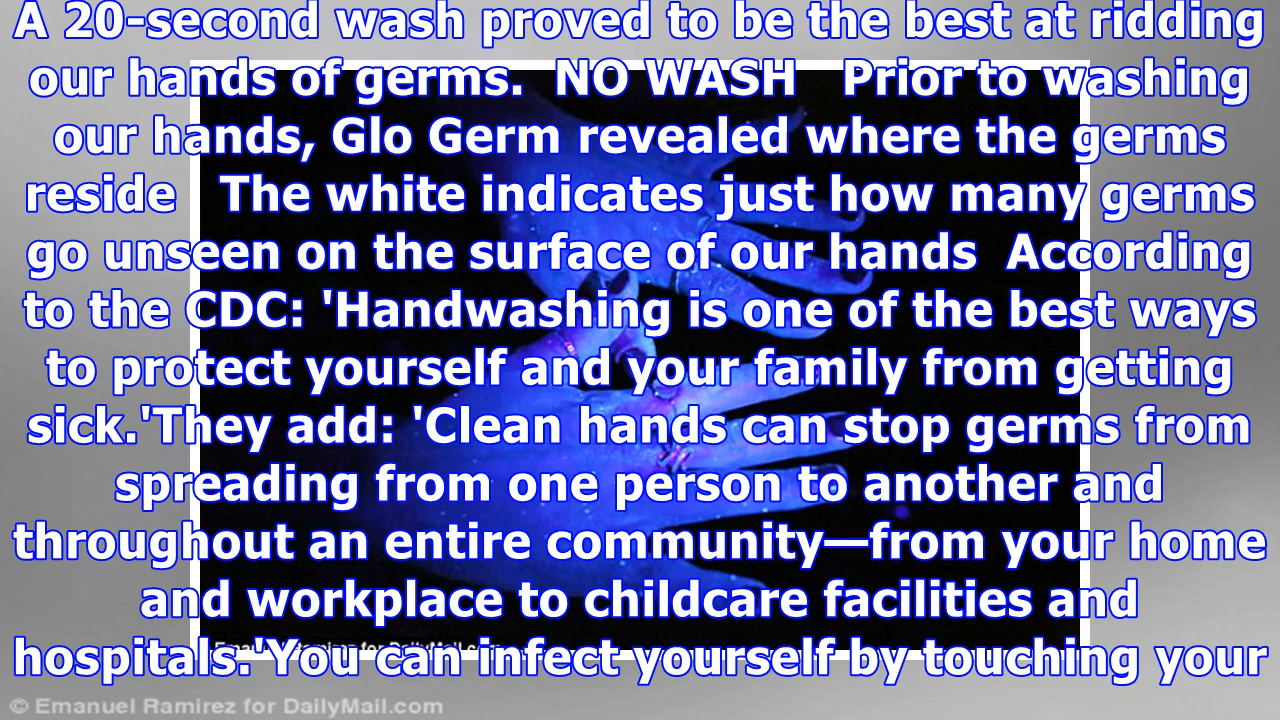 A 20-second wash proved to be the best at ridding
our hands of germs.  NO WASH   Prior to washing
our hands, Glo Germ revealed where the germs
reside   The white indicates just how many germs
go unseen on the surface of our hands  According
to the CDC: 'Handwashing is one of the best ways
to protect yourself and your family from getting
sick.'They add: 'Clean hands can stop germs from
spreading from one person to another and
throughout an entire community—from your home
and workplace to childcare facilities and
hospitals.'You can infect yourself by touching your
© Emanuel Ramirez for DailyMail.com